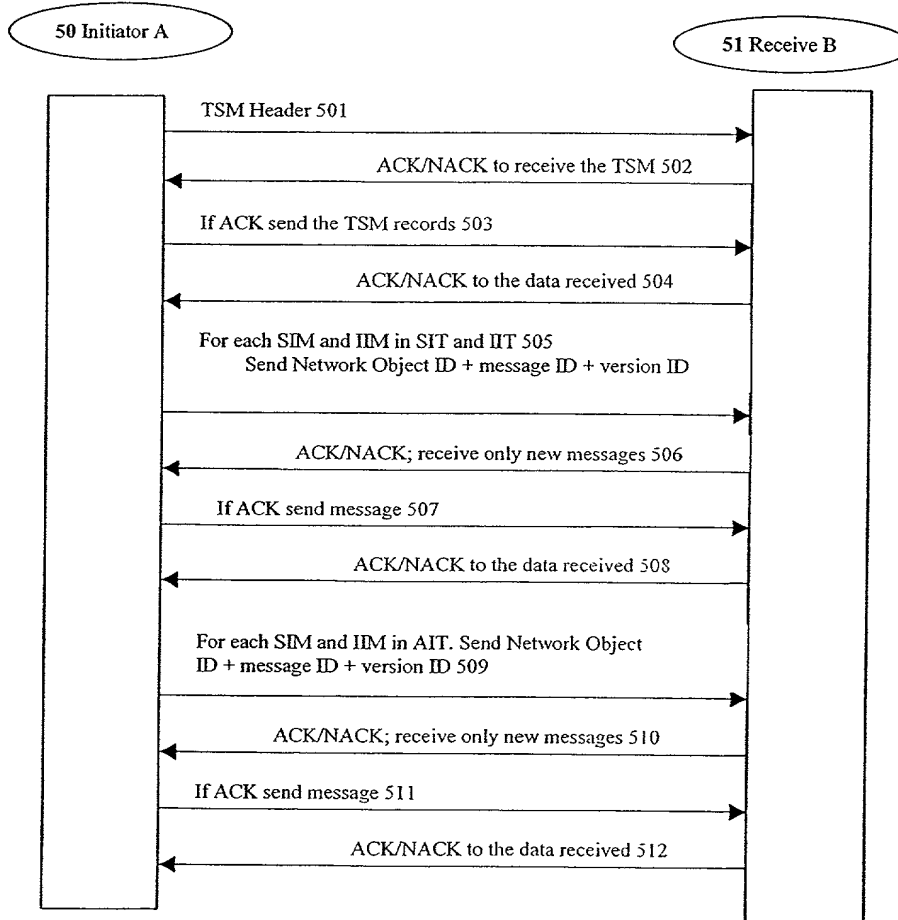 50 Initiator A
51 Receive B
TSM Header 501
ACK/NACK to receive the TSM 502
If ACK send the TSM records 503
ACK/NACK to the data received 504
For each SIM and IIM in SIT and IIT 505
Send Network Object ID + message ID + version ID
ACK/NACK; receive only new messages 506
If ACK send message 507
ACK/NACK to the data received 508
For each SIM and IIM in AIT. Send Network Object
ID + message ID + version ID 509
ACK/NACK; receive only new messages 510
If ACK send message 511
ACK/NACK to the data received 512